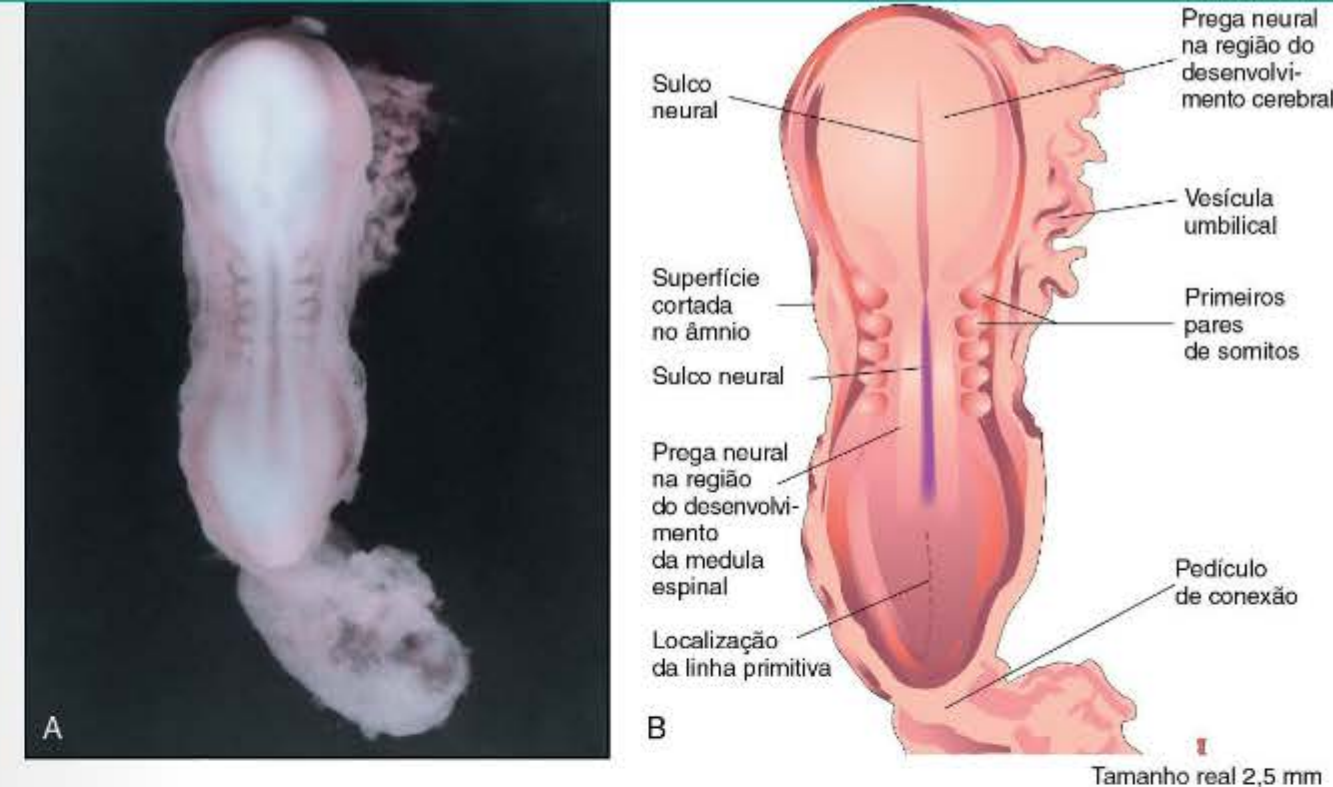 A
Sulco
neural
Superfície
cortada
no âmnio
Sulco neural
Prega neural
na região
do desenvolvi-
mento
da medula
espinal
Localização
da linha primitiva
B
Prega neural
na região do
desenvolvi-
mento cerebral
Vesícula
umbilical
Primeiros
pares
de somitos
Pedículo
de conexão
Tamanho real 2,5 mm